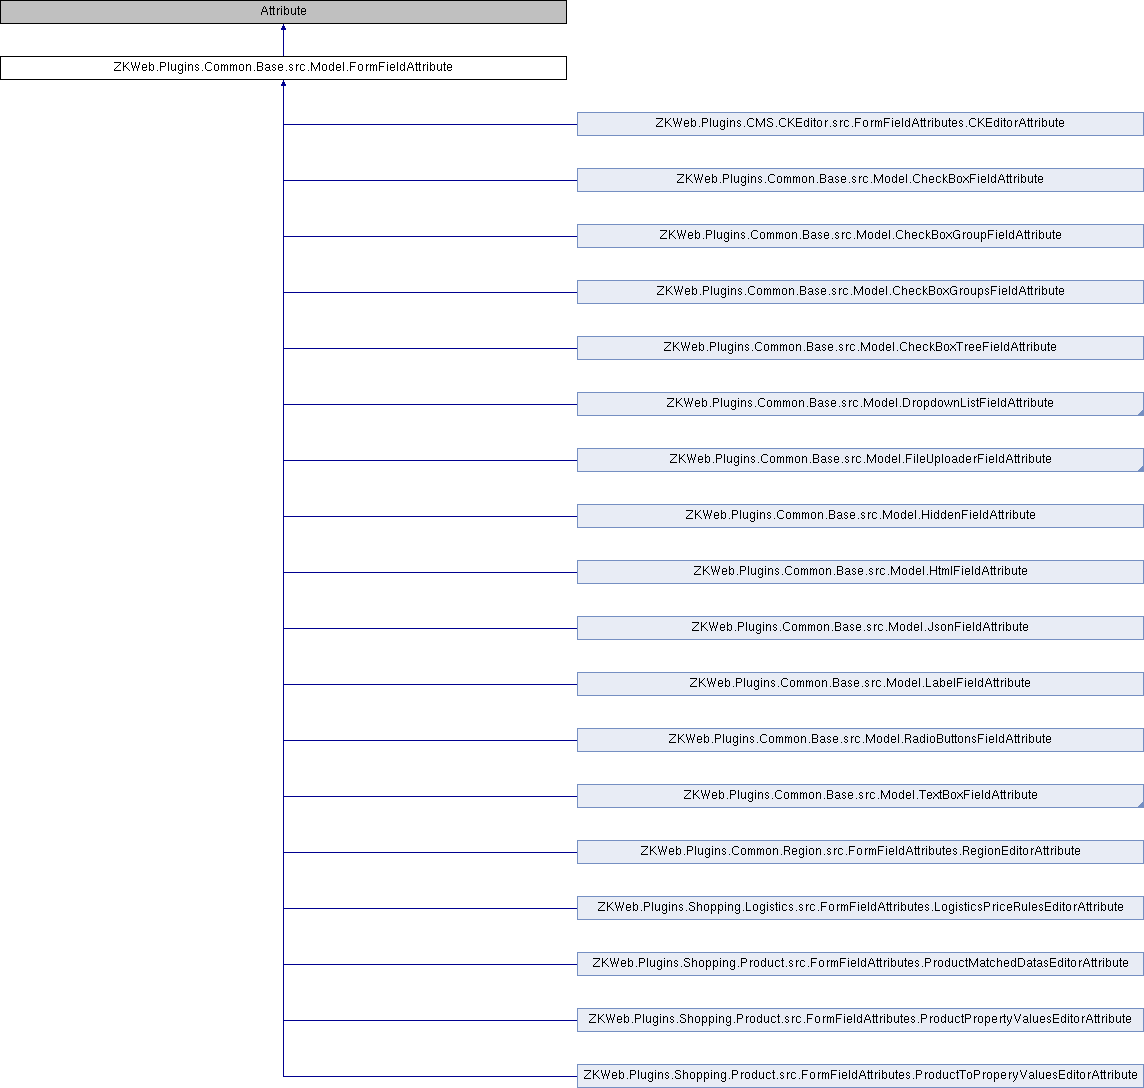 Attribute
ZKWeb.Plugins.Common.Base.src.Model.FormFieldAttribute
ZKWeb.Plugins.CMS.CKEditor.src.FormFieldAttributes.CKEditorAttribute
ZKWeb.Plugins.Common.Base.src.Model.CheckBoxFieldAttribute
ZKWeb.Plugins.Common.Base.src.Model.CheckBoxGroupFieldAttribute
ZKWeb.Plugins.Common.Base.src.Model.CheckBoxGroupsFieldAttribute
ZKWeb.Plugins.Common.Base.src.Model.CheckBoxTreeFieldAttribute
ZKWeb.Plugins.Common.Base.src.Model.DropdownListFieldAttribute
ZKWeb.Plugins.Common.Base.src.Model.FileUploaderFieldAttribute
ZKWeb.Plugins.Common.Base.src.Model.HiddenFieldAttribute
ZKWeb.Plugins.Common.Base.src.Model.HtmlFieldAttribute
ZKWeb.Plugins.Common.Base.src.Model.JsonFieldAttribute
ZKWeb.Plugins.Common.Base.src.Model.LabelFieldAttribute
ZKWeb.Plugins.Common.Base.src.Model.RadioButtonsFieldAttribute
ZKWeb.Plugins.Common.Base.src.Model.TextBoxFieldAttribute
ZKWeb.Plugins.Common.Region.src.FormFieldAttributes.RegionEditorAttribute
ZKWeb.Plugins.Shopping.Logistics.src.FormFieldAttributes.LogisticsPriceRulesEditorAttribute
ZKWeb.Plugins.Shopping.Product.src.FormFieldAttributes.ProductMatchedDatasEditorAttribute
ZKWeb.Plugins.Shopping.Product.src.FormFieldAttributes.ProductPropertyValuesEditorAttribute
ZKWeb.Plugins.Shopping.Product.src.FormFieldAttributes.ProductToProperyValuesEditorAttribute